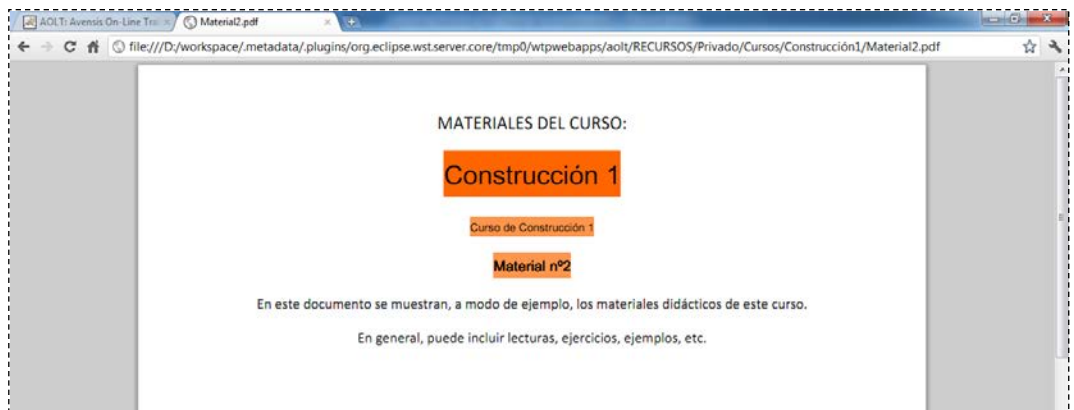 AOLT: Avensis On-Line Tra
Material2.pdf
file:///D:/workspace/.metadata/.plugins/org.eclipse.wst.server.core/tmp0/wtpwebapps/aolt/RECURSOS/Privado/Cursos/Construcción1/Material2.pdf
MATERIALES DEL CURSO:
Construcción 1
Curso de Construcción 1
Material nº2
En este documento se muestran, a modo de ejemplo, los materiales didácticos de este curso.
En general, puede incluir lecturas, ejercicios, ejemplos, etc.